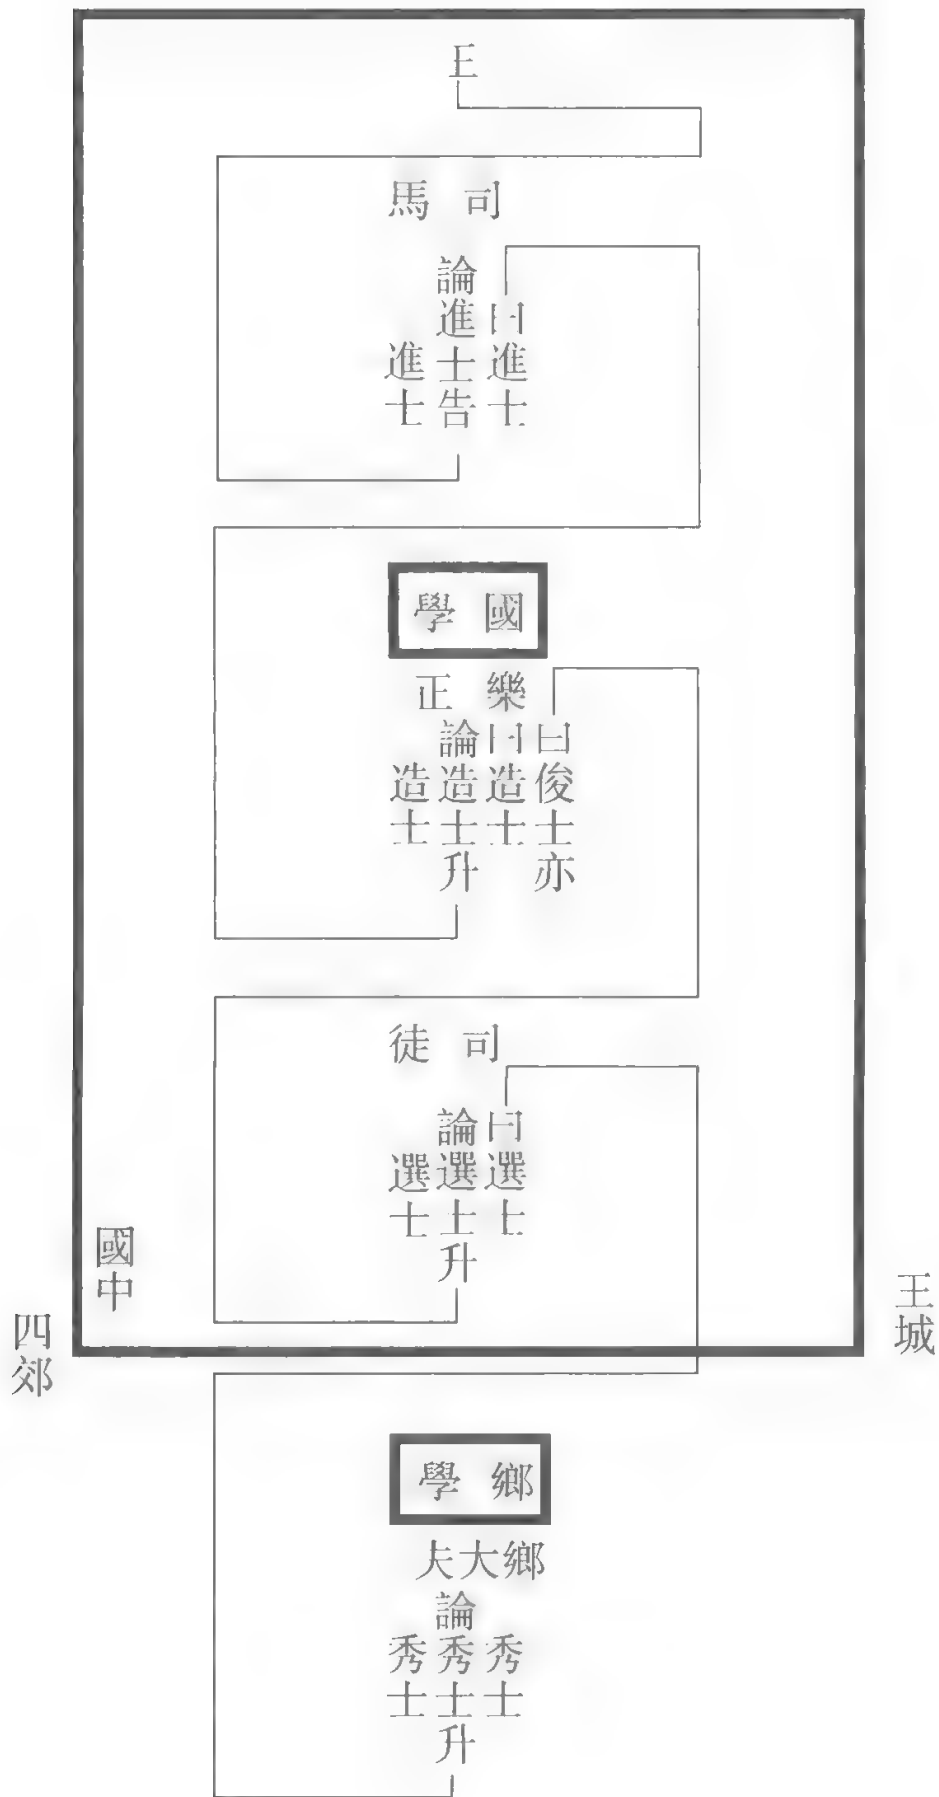 王
司馬
曰進士
論進士告
進士
國學
樂正
曰俊士亦
曰造士
論造士升
造士
司徒
曰選士
論選士升
選士
王城
國中
四郊
鄉學
鄉大夫
秀士
論秀士升
秀士